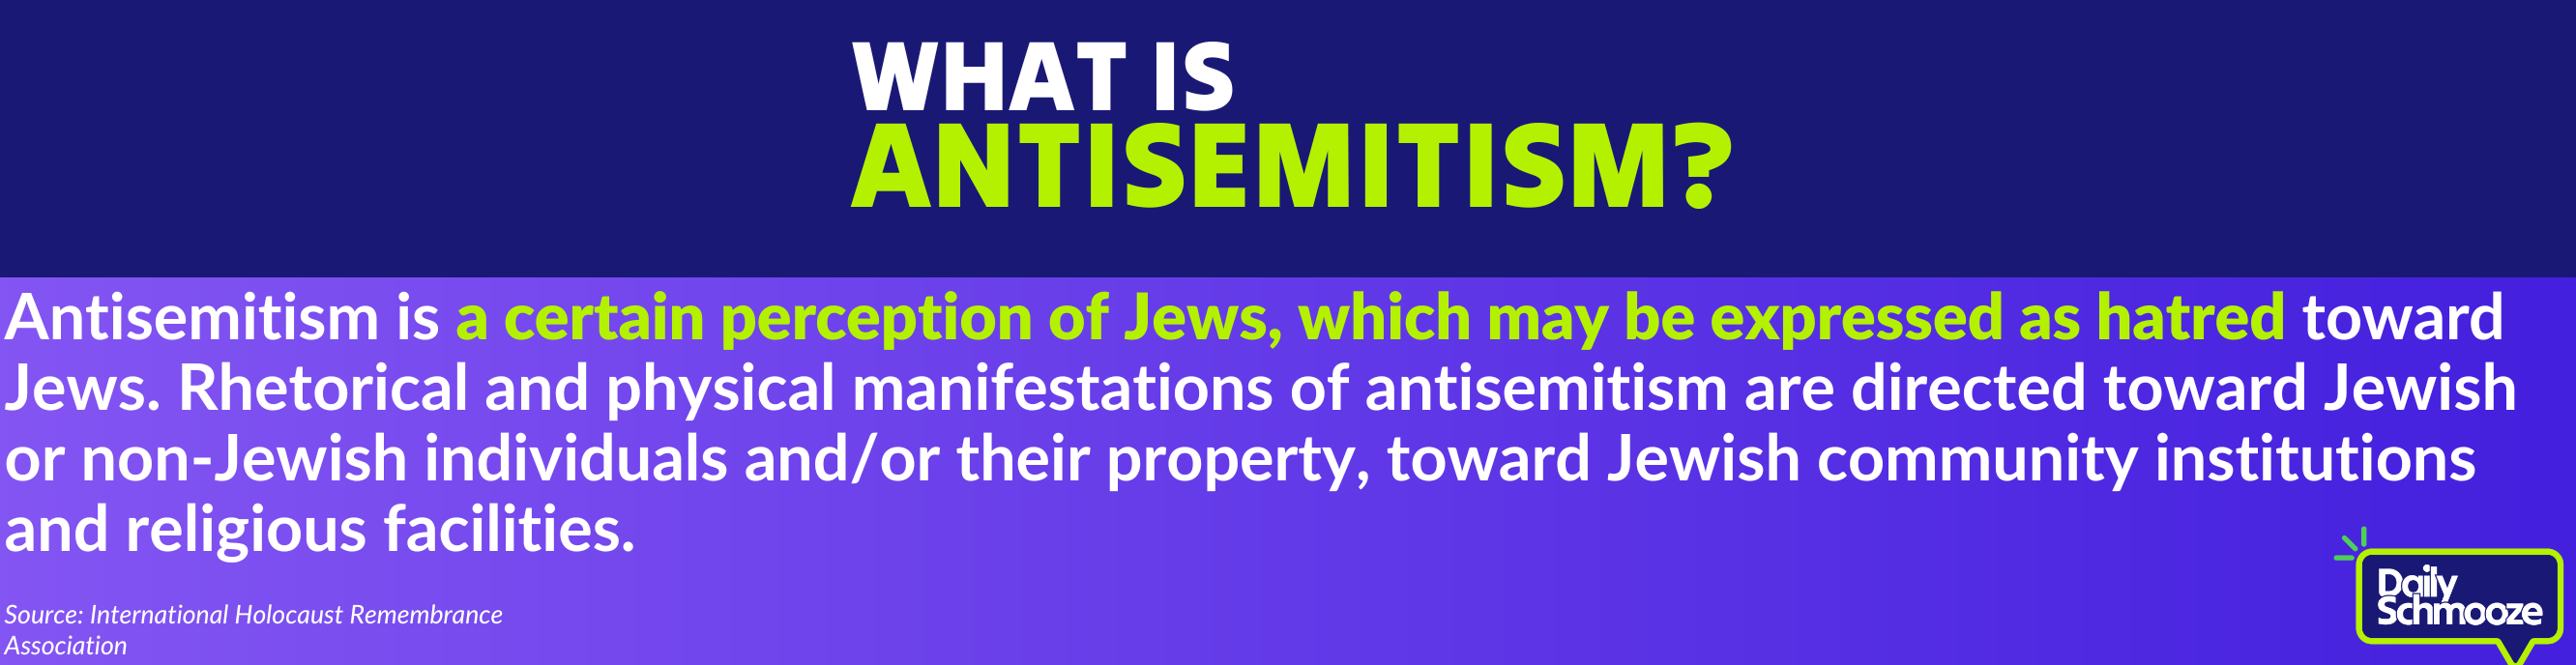 WHAT IS
ANTISEMITISM?
Antisemitism is a certain perception of Jews, which may be expressed as hatred toward
Jews. Rhetorical and physical manifestations of antisemitism are directed toward Jewish
or non-Jewish individuals and/or their property, toward Jewish community institutions
and religious facilities.
Source: International Holocaust Remembrance
Association
Daily
Schmooze